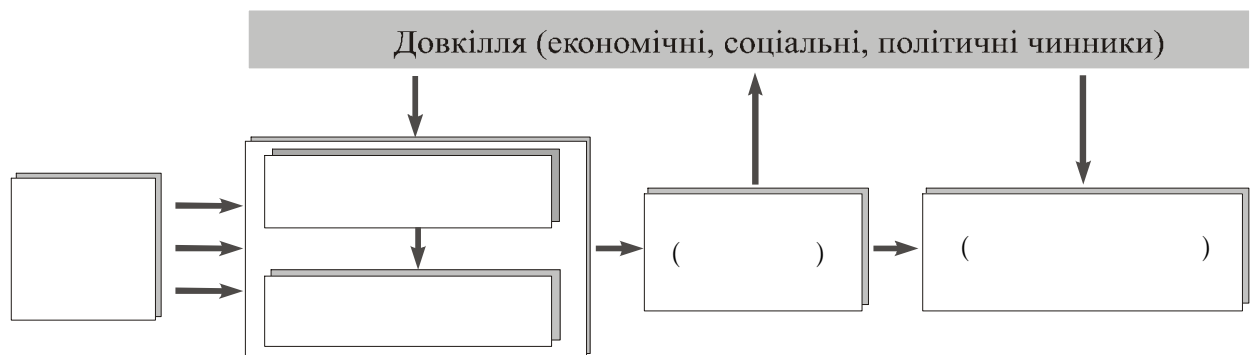 Довкілля (економічні, соціальні, політичні чинники)
( )
( )